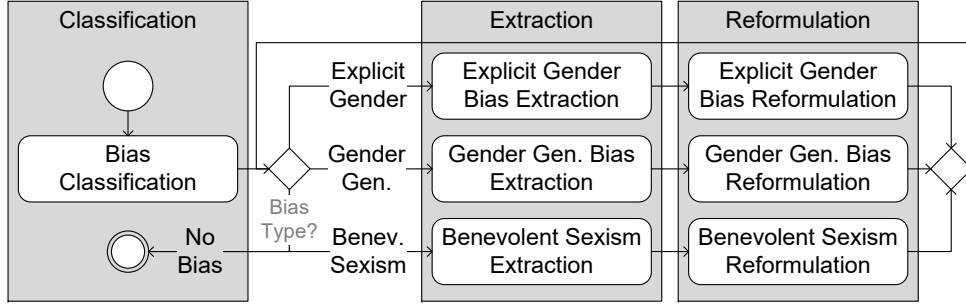 Classification
Extraction
Reformulation
Explicit
Gender
Explicit Gender
Bias Extraction
Explicit Gender
Bias Reformulation
Bias
Classification
Gender
Gen.
Gender Gen. Bias
Extraction
Gender Gen. Bias
Reformulation
Bias
Type?
No
Bias
Benev.
Sexism
Benevolent Sexism
Extraction
Benevolent Sexism
Reformulation